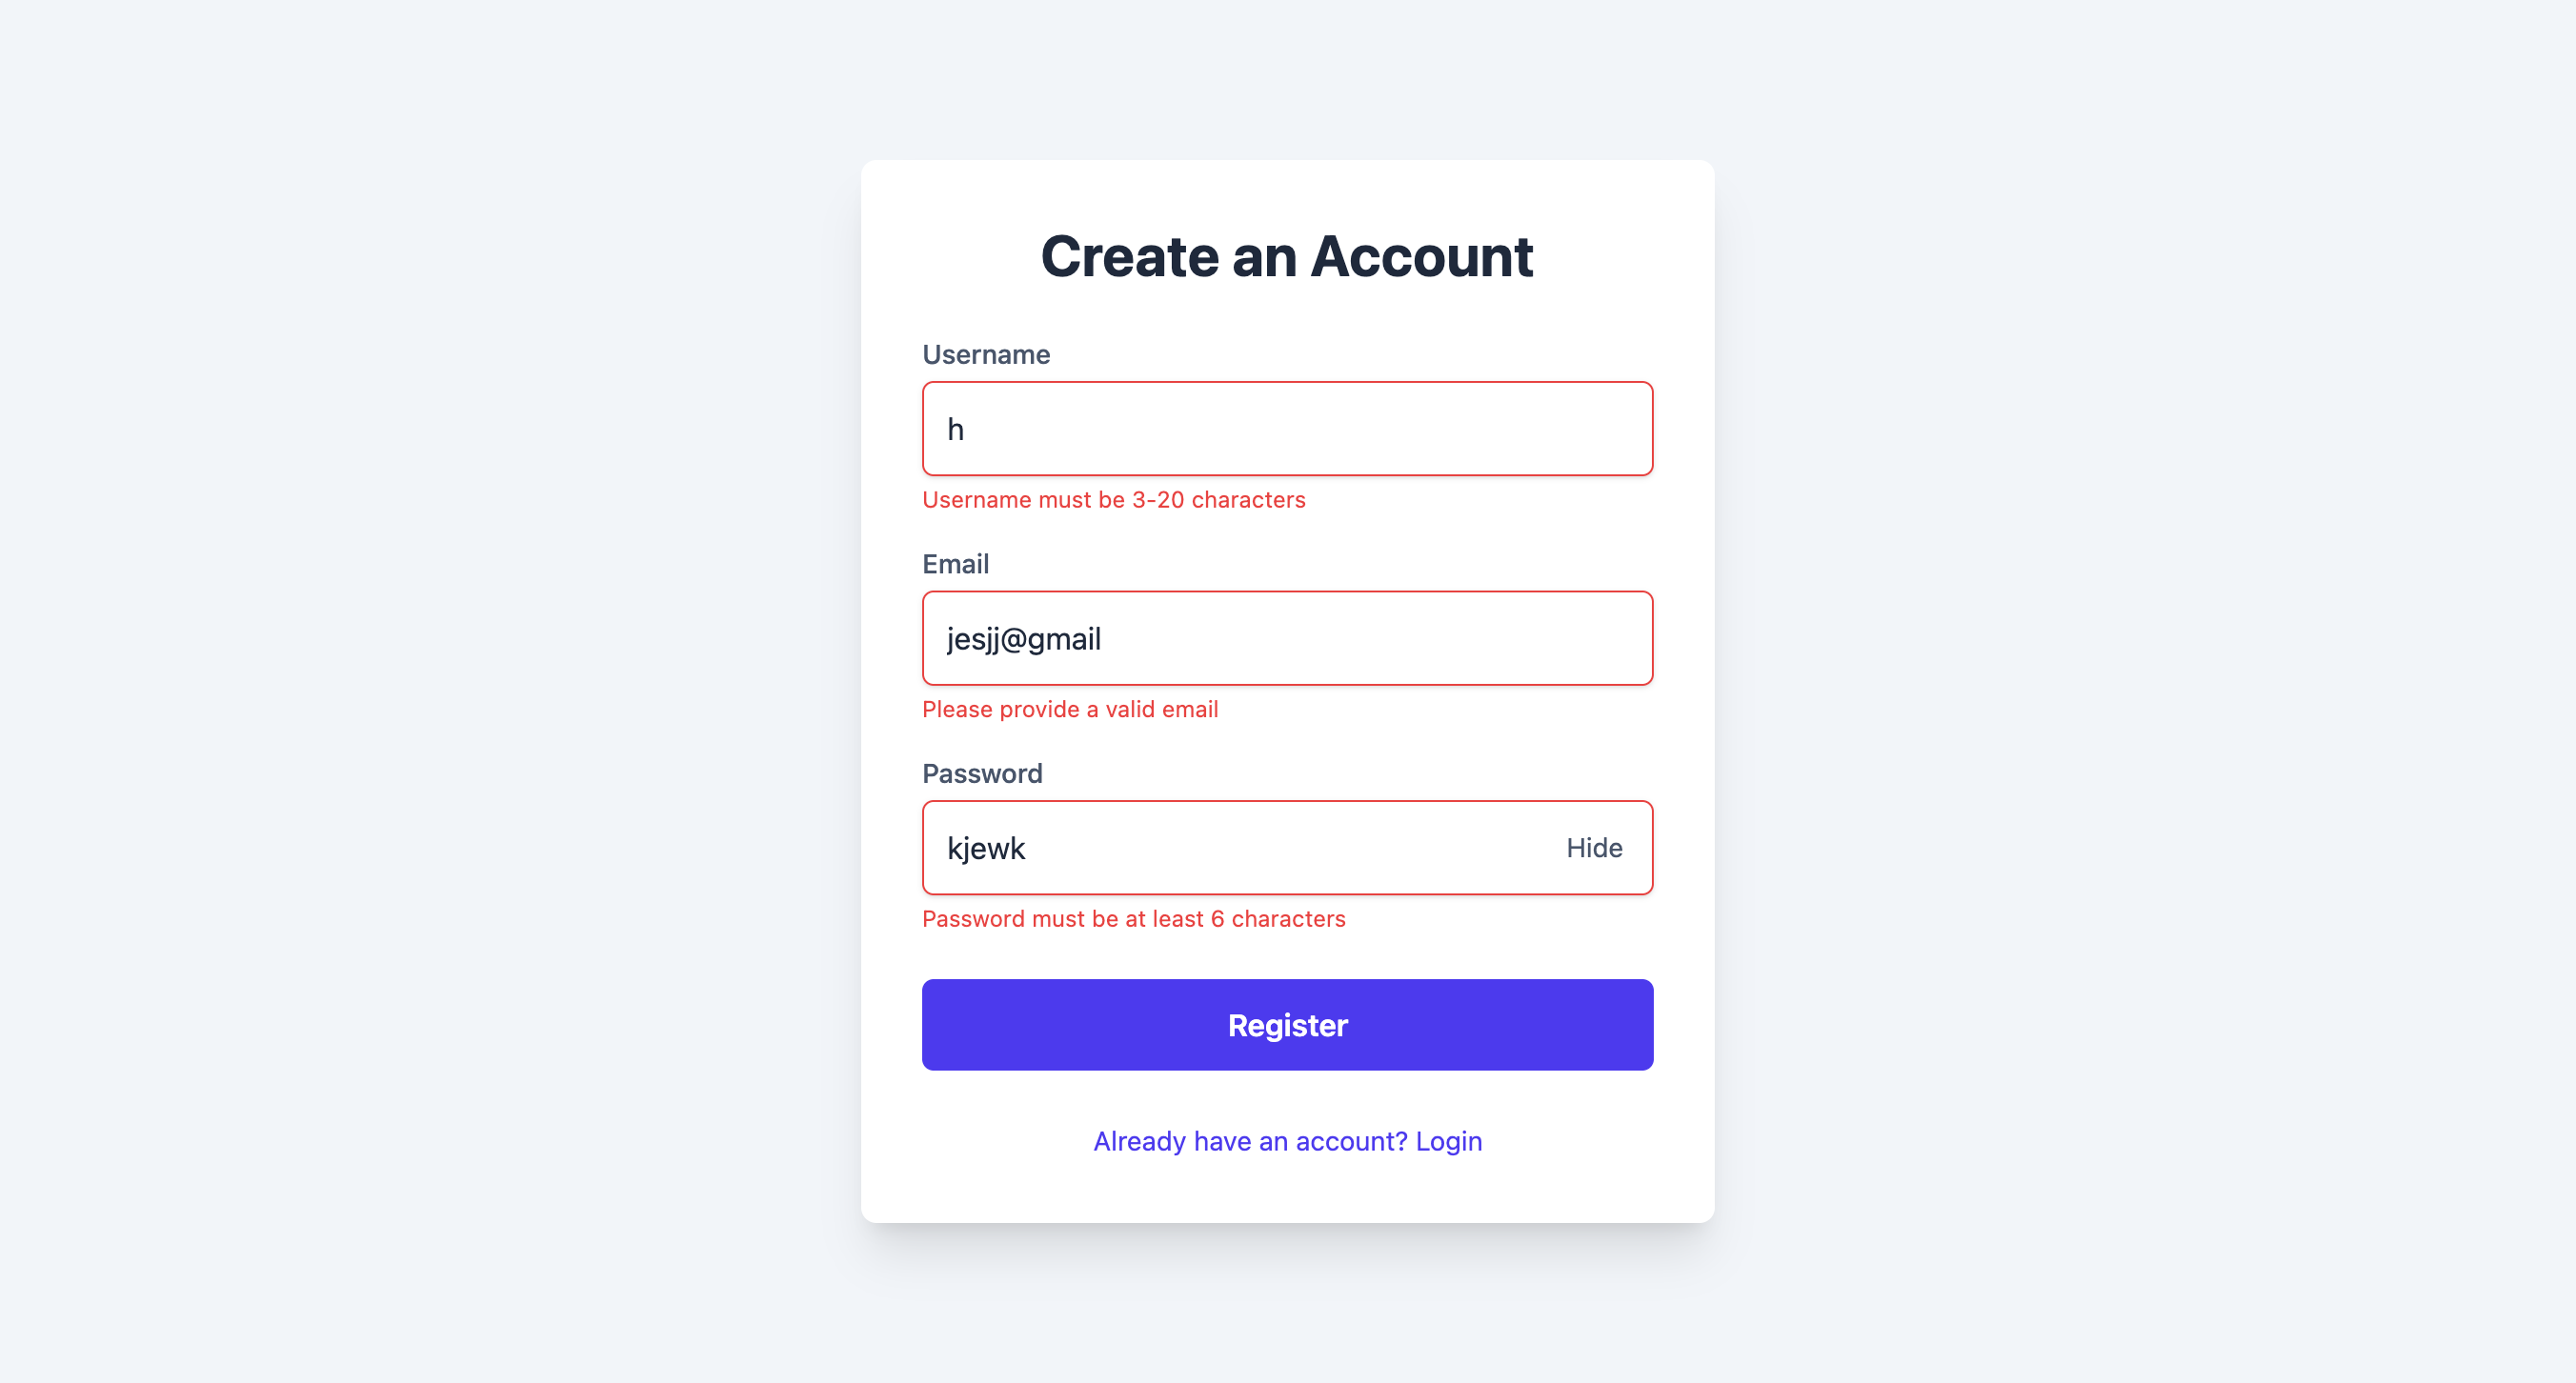 Create an Account
Username
h
Username must be 3-20 characters
Email
jesjj@gmail
Please provide a valid email
Password
kjewk
Hide
Password must be at least 6 characters
Register
Already have an account? Login